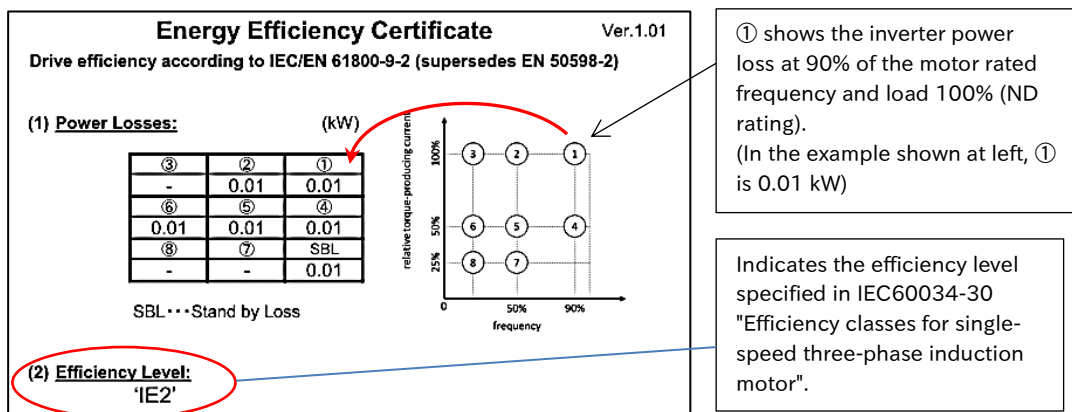 Energy Efficiency Certificate
Ver.1.01
Drive efficiency according to IEC/EN 61800-9-2 (supersedes EN 50598-2)
(1) Power Losses:
(kW)
③ ② ①
- 0.01 0.01
⑥ ⑤ ④
0.01 0.01 0.01
⑧ ⑦ SBL
- - 0.01
SBL･･･Stand by Loss
relative torque-producing current
100%
50%
25%
3 2 1
6 5 4
8 7
0
50%
90%
frequency
(2) Efficiency Level:
'IE2'
① shows the inverter power
loss at 90% of the motor rated
frequency and load 100% (ND
rating).
(In the example shown at left, ①
is 0.01 kW)
Indicates the efficiency level
specified in IEC60034-30
"Efficiency classes for single-
speed three-phase induction
motor".